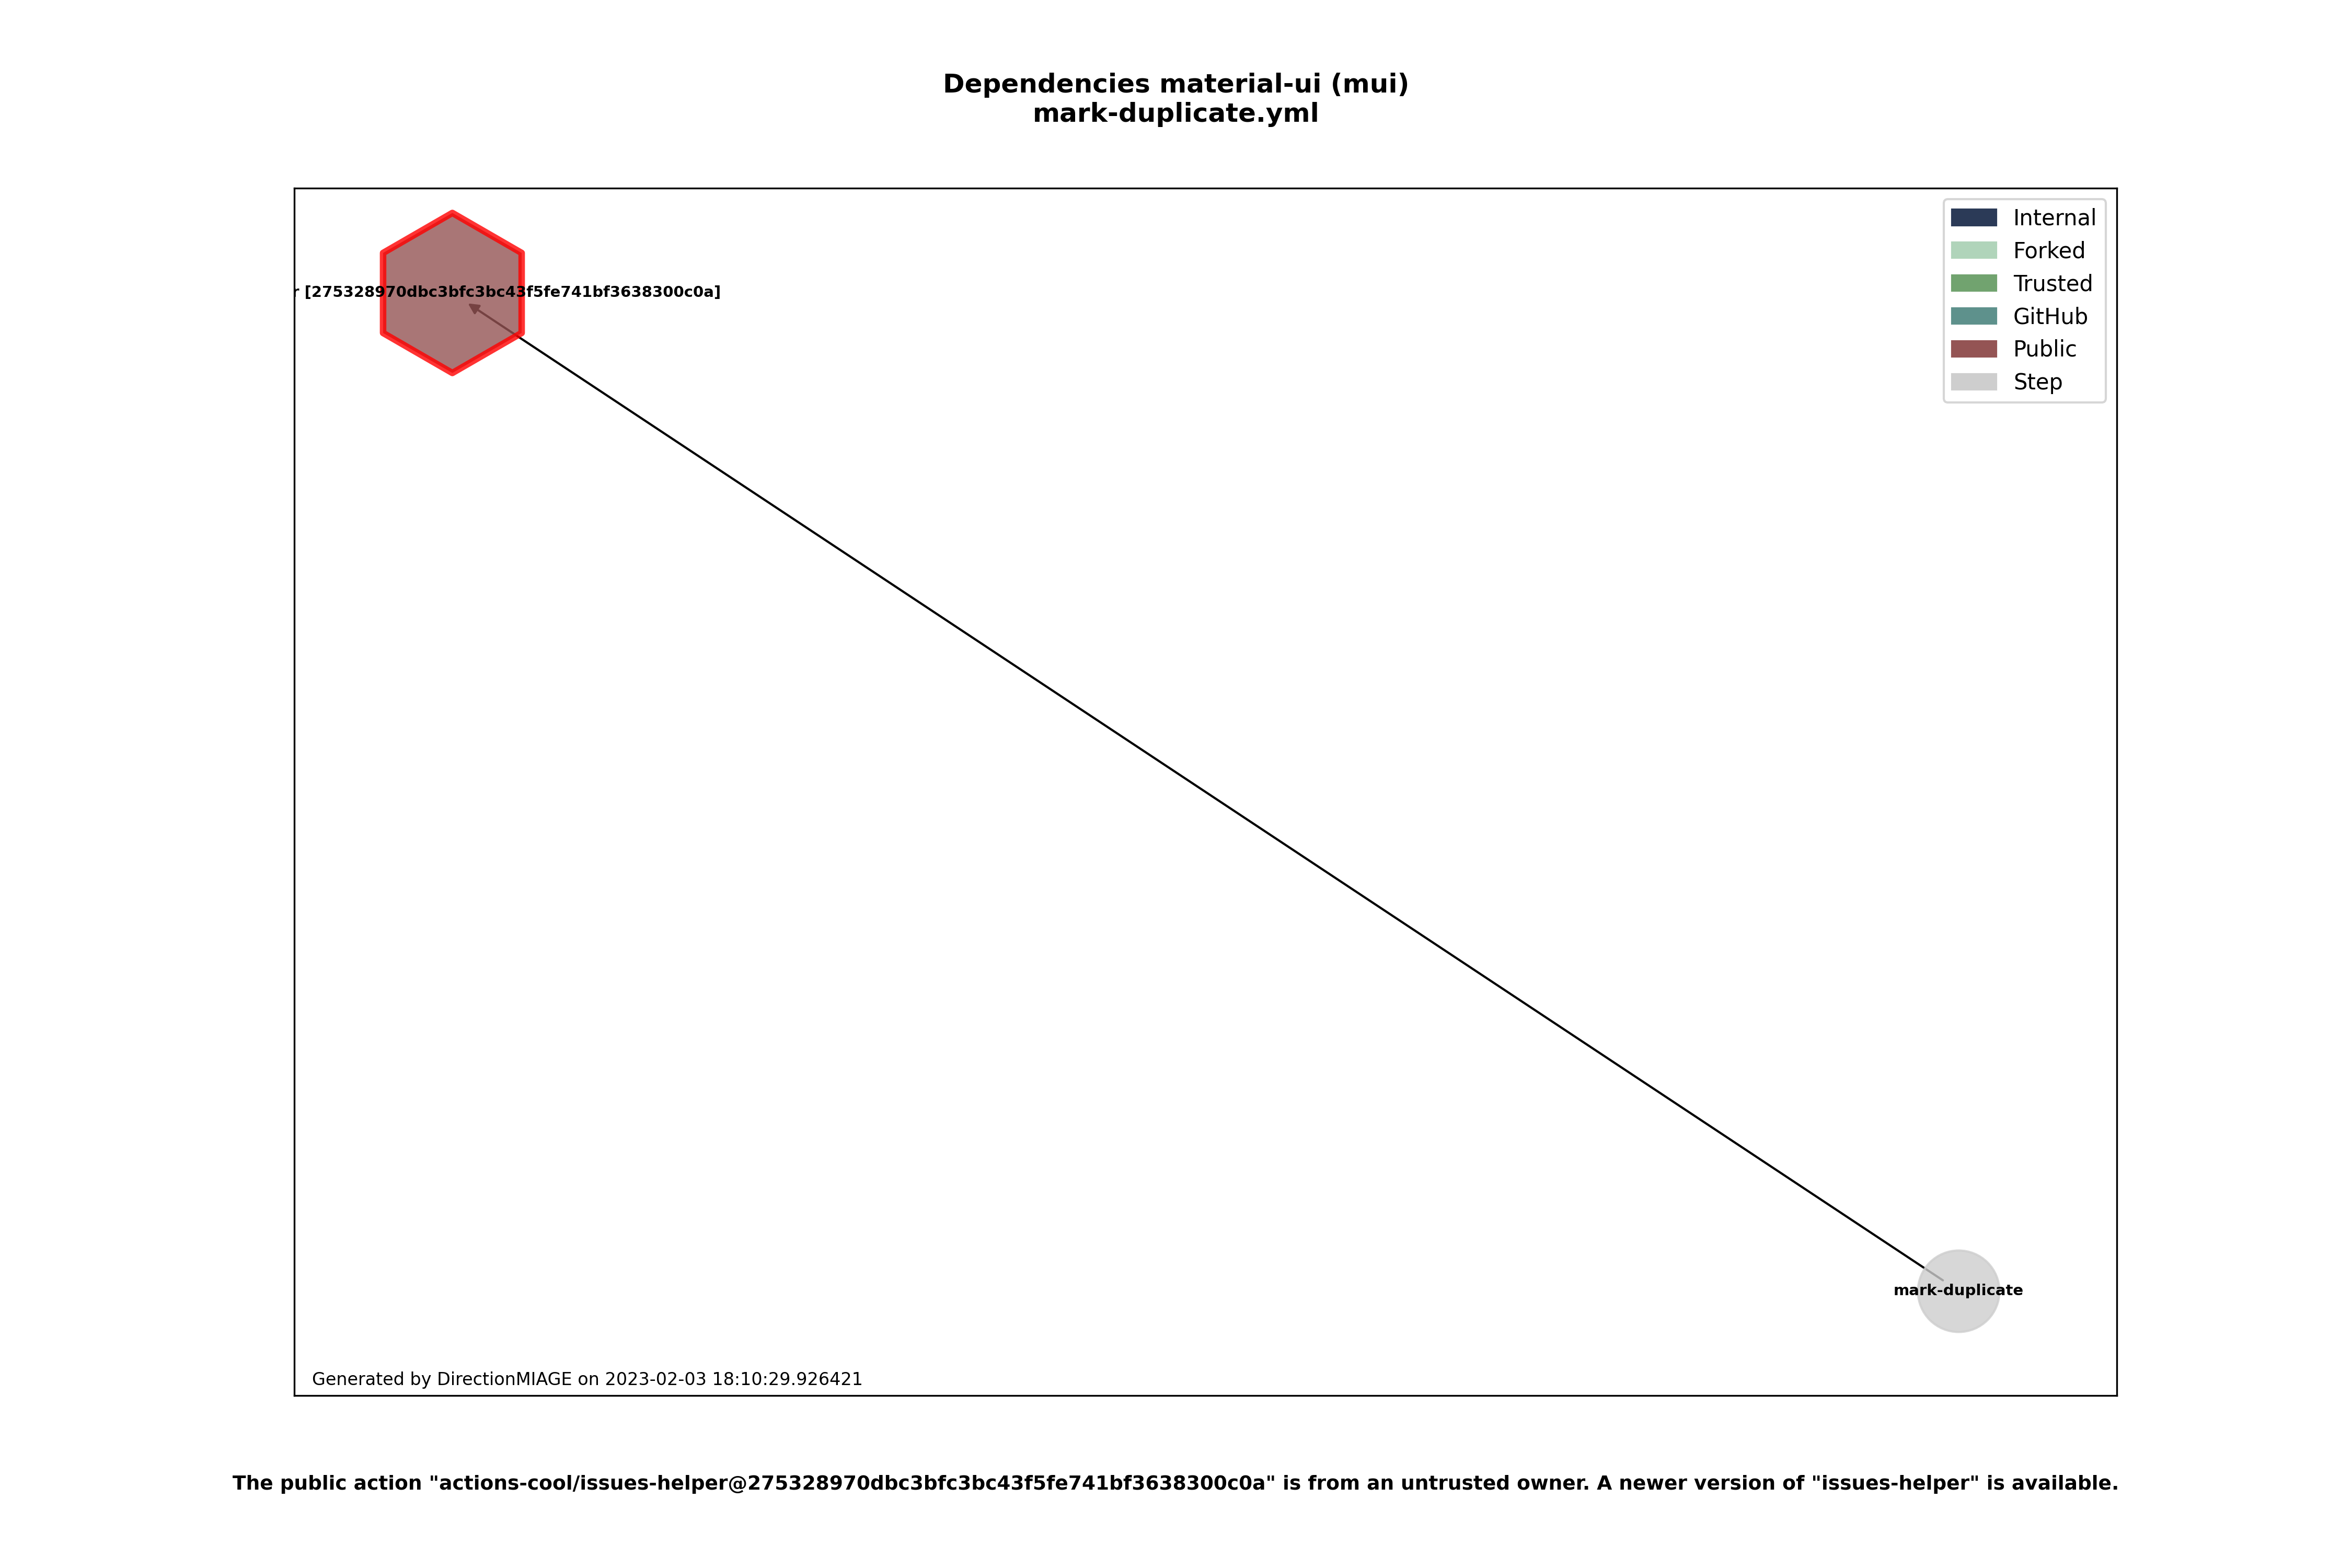 Dependencies material-ui (mui)
mark-duplicate.yml
Internal
Forked
Trusted
GitHub
Public
Step
r [275328970dbc3bfc3bc43f5fe741bf3638300c0a]
mark-duplicate
Generated by DirectionMIAGE on 2023-02-03 18:10:29.926421
The public action "actions-cool/issues-helper@275328970dbc3bfc3bc43f5fe741bf3638300c0a" is from an untrusted owner. A newer version of "issues-helper" is available.